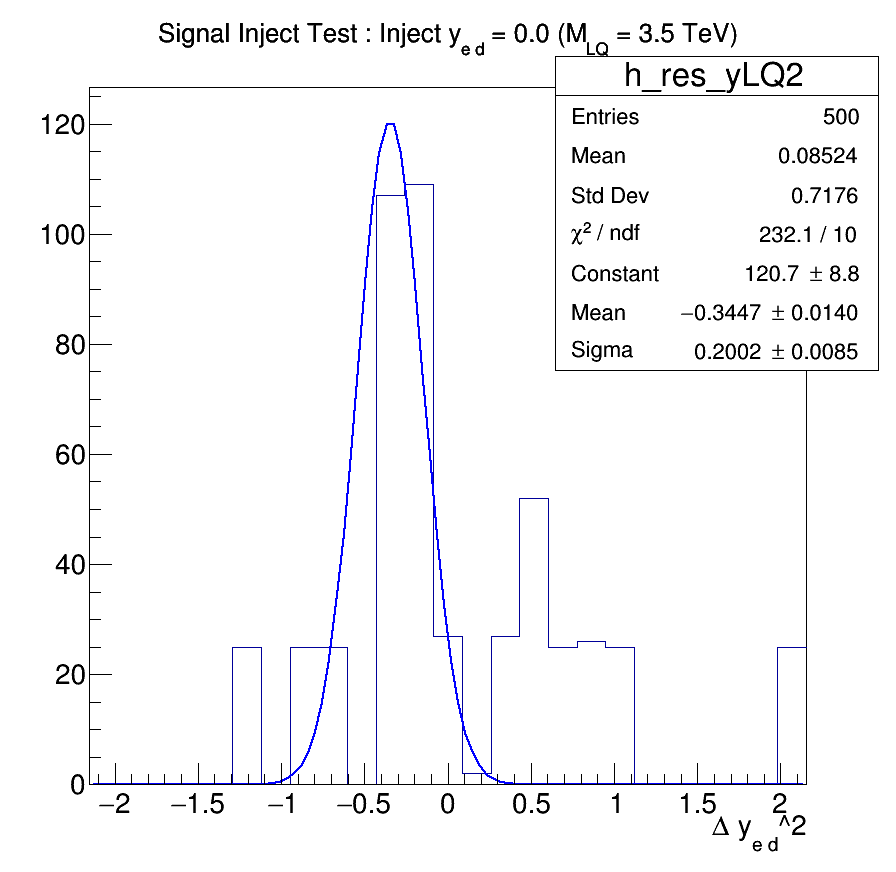 Signal Inject Test : Inject y_{e d} = 0.0 (M_{LQ} = 3.5 TeV)
h_res_yLQ2
Entries 500
Mean 0.08524
Std Dev 0.7176
χ² / ndf 232.1 / 10
Constant 120.7 ± 8.8
Mean −0.3447 ± 0.0140
Sigma 0.2002 ± 0.0085
120
100
80
60
40
20
0
−2 −1.5 −1 −0.5 0 0.5 1 1.5 2
Δ y_{e d}^2